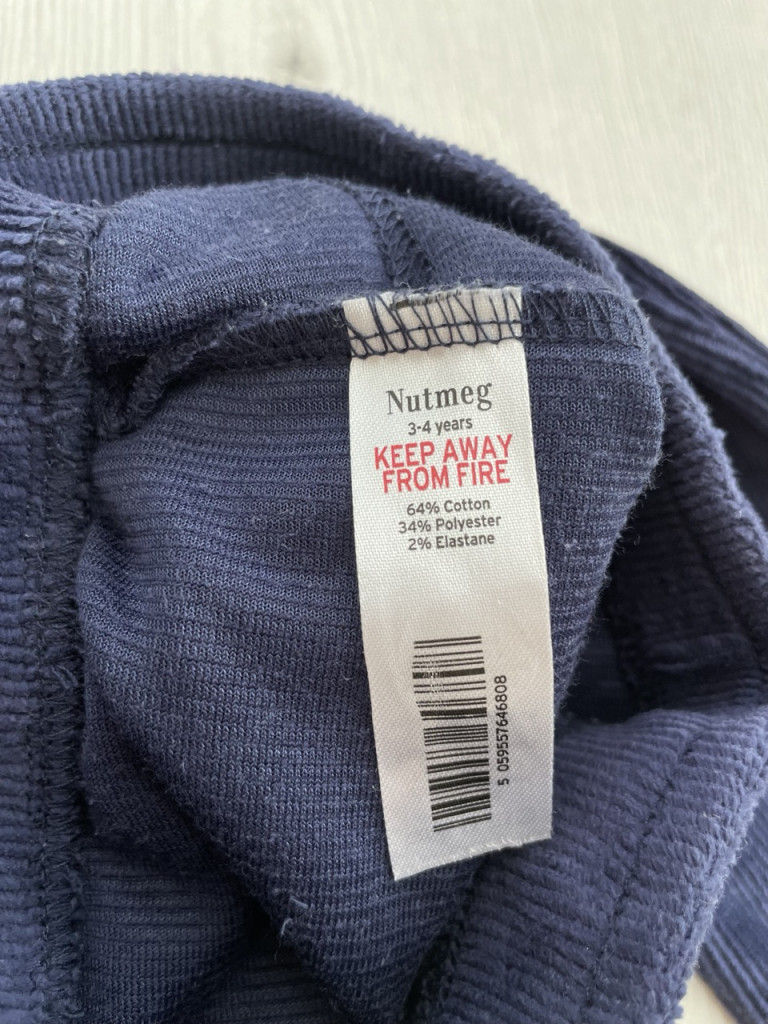 Nutmeg
3-4 years
KEEP AWAY
FROM FIRE
64% Cotton
34% Polyester
2% Elastane
5 059557646808